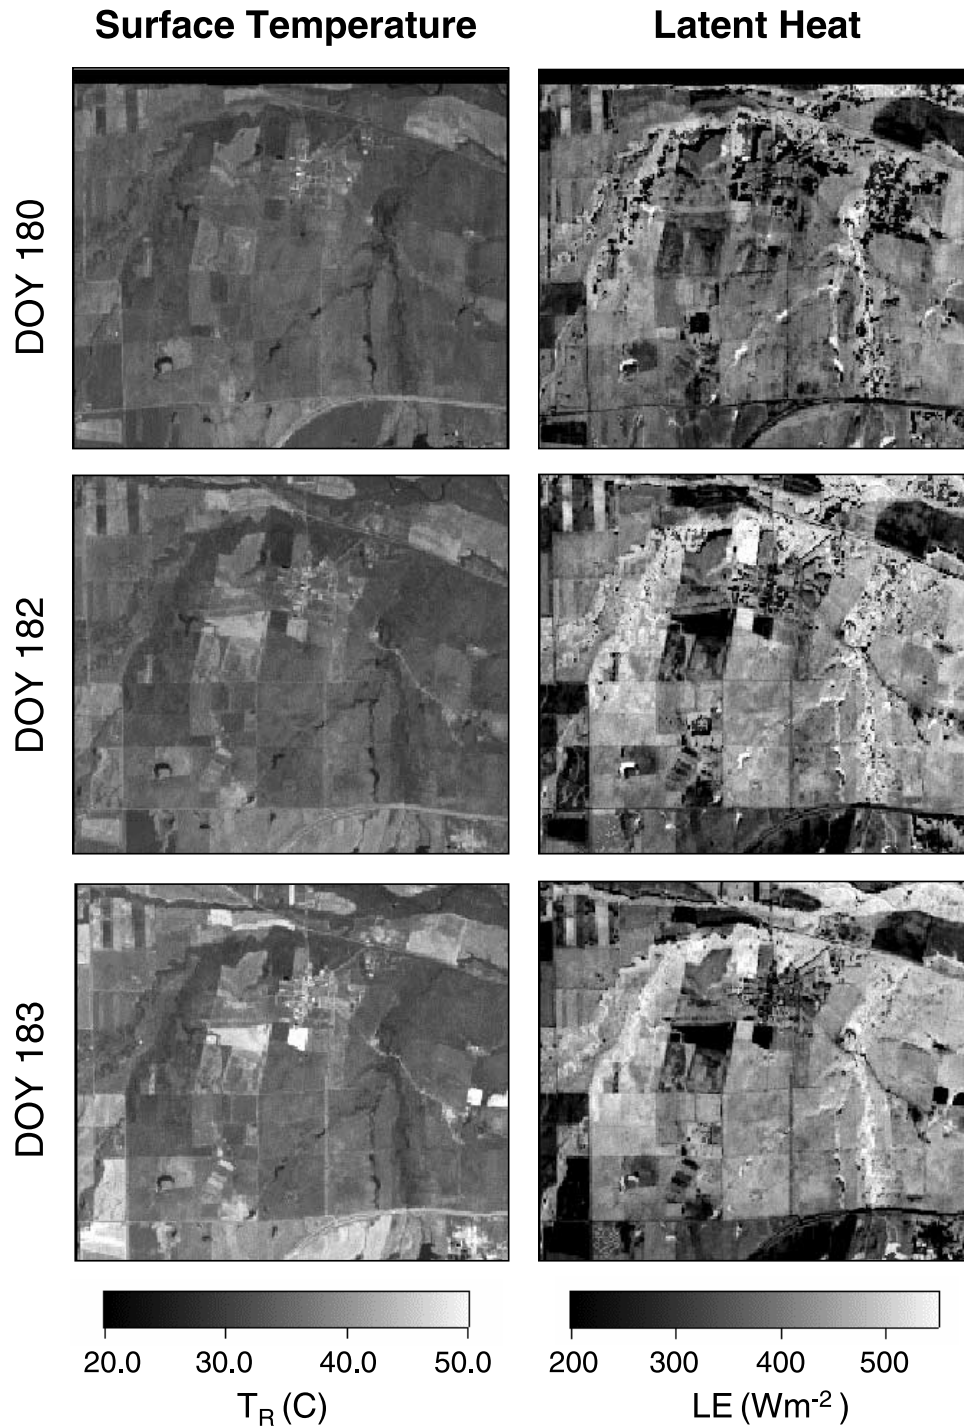 Surface Temperature Latent Heat
DOY 180
DOY 182
DOY 183
20.0 30.0 40.0 50.0 200 300 400 500
T_R (C) LE (Wm⁻²)